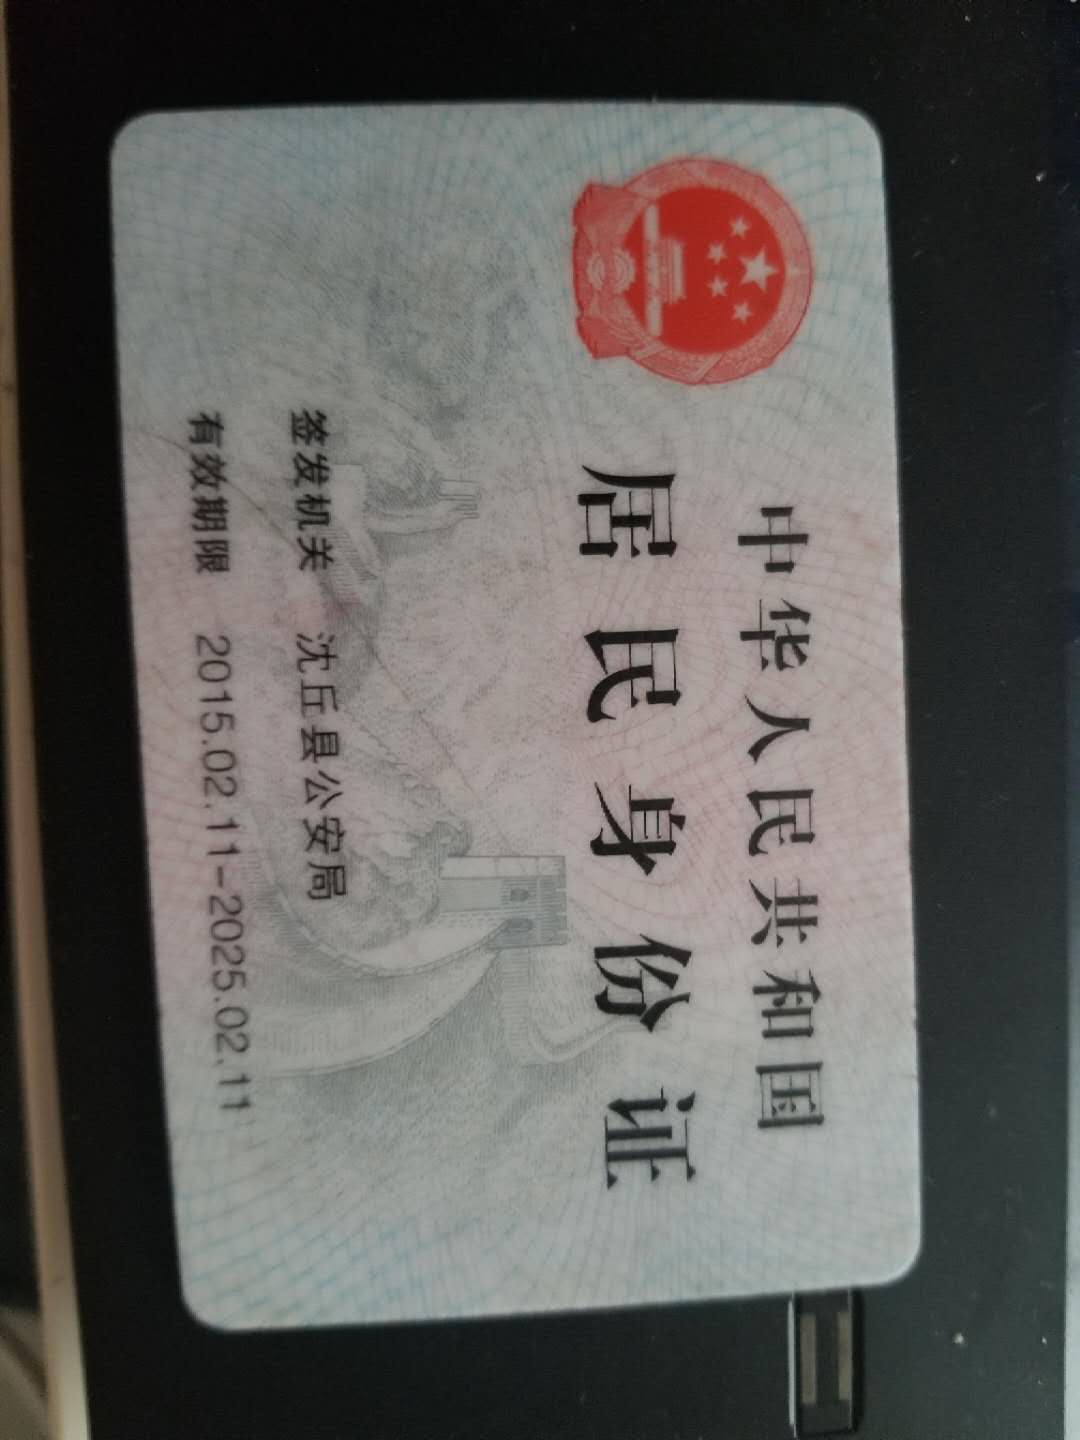 中华人民共和国
居民身份证
签发机关 沈丘县公安局
有效期限 2015.02.11-2025.02.11